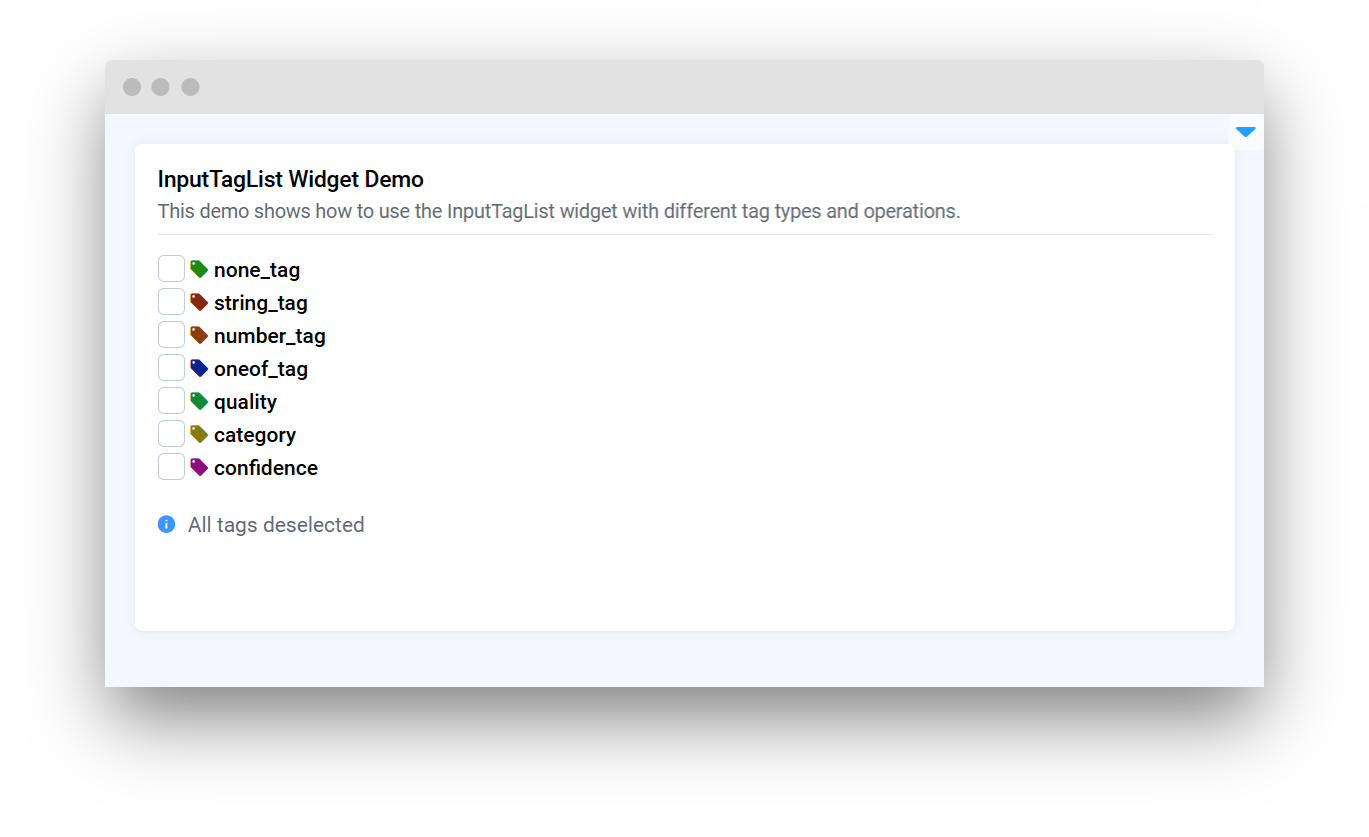 InputTagList Widget Demo
This demo shows how to use the InputTagList widget with different tag types and operations.
none_tag
string_tag
number_tag
oneof_tag
quality
category
confidence
All tags deselected